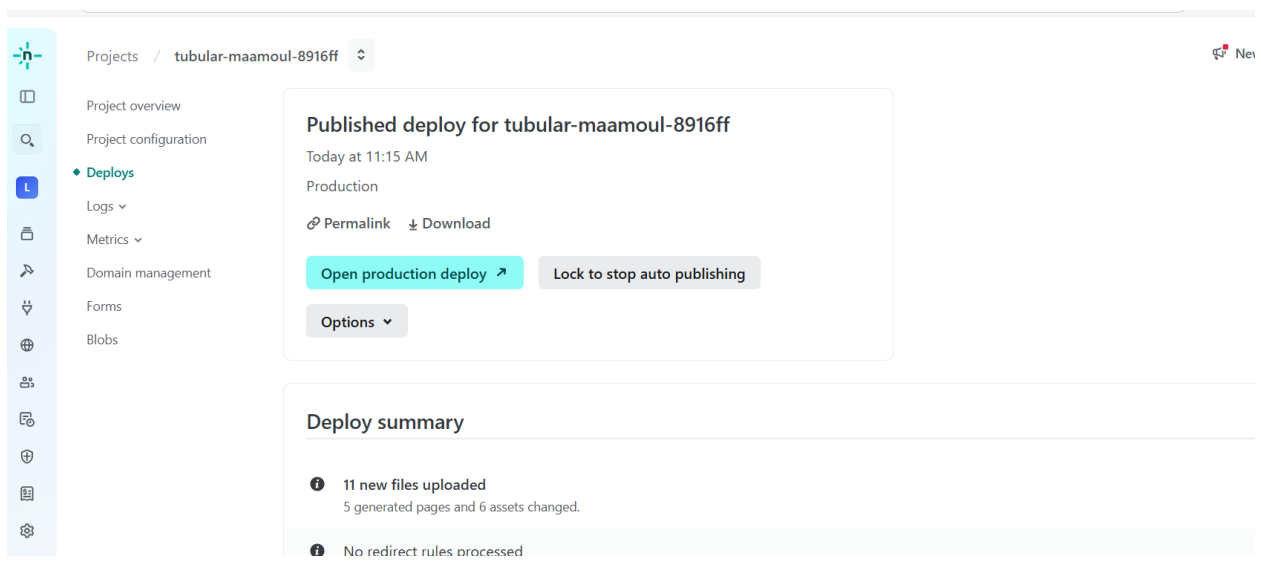 Projects / tubular-maamoul-8916ff
Project overview
Project configuration
Deploys
Logs
Metrics
Domain management
Forms
Blobs
L
Published deploy for tubular-maamoul-8916ff
Today at 11:15 AM
Production
Permalink Download
Open production deploy Lock to stop auto publishing
Options
Deploy summary
11 new files uploaded
5 generated pages and 6 assets changed.
No redirect rules processed